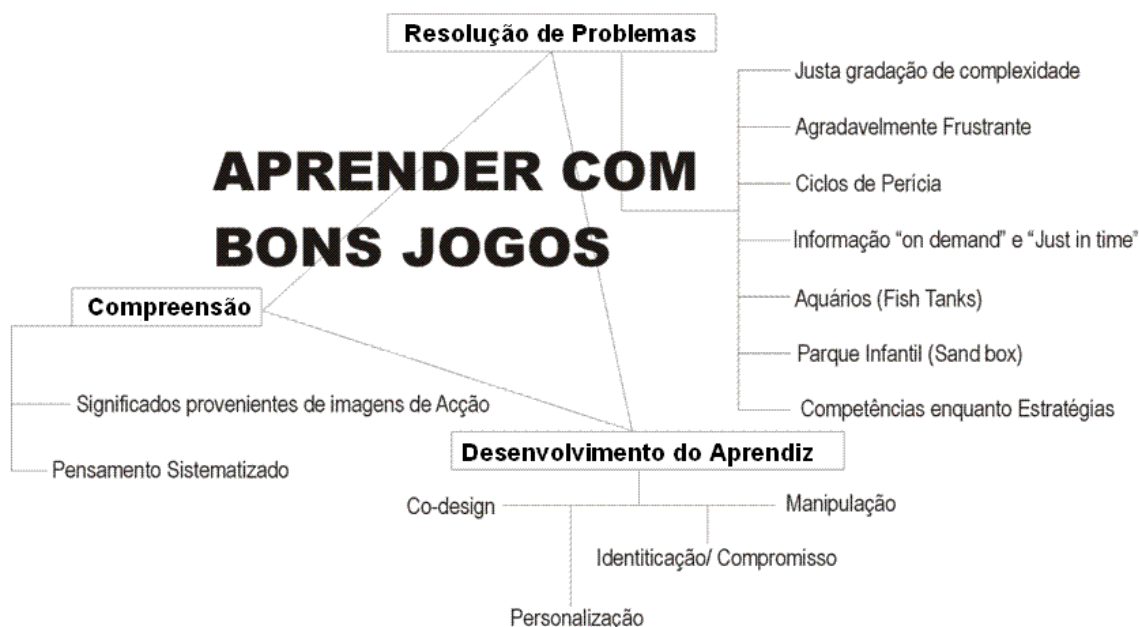 Resolução de Problemas
Justa gradação de complexidade
Agradavelmente Frustrante
Ciclos de Perícia
Informação “on demand” e “Just in time”
Aquários (Fish Tanks)
Parque Infantil (Sand box)
Competências enquanto Estratégias
APRENDER COM
BONS JOGOS
Compreensão
Significados provenientes de imagens de Acção
Pensamento Sistematizado
Desenvolvimento do Aprendiz
Co-design
Manipulação
Identiticação/ Compromisso
Personalização